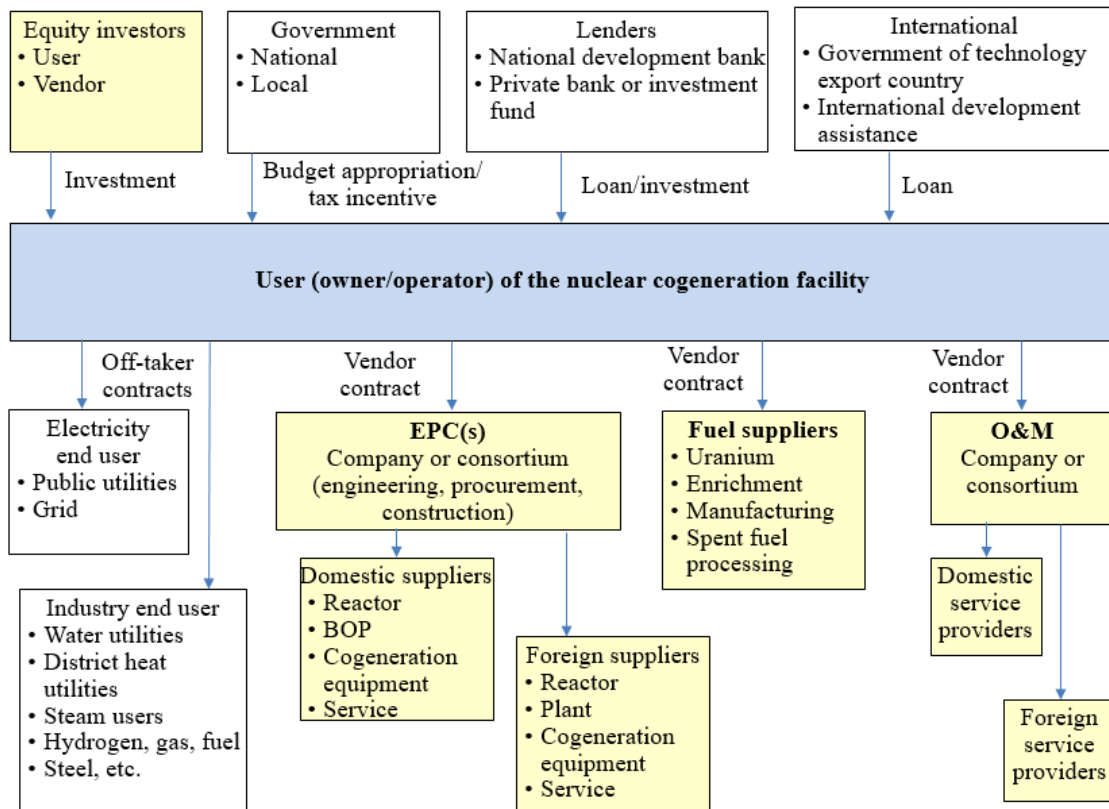 Equity investors
• User
• Vendor
Government
• National
• Local
Lenders
• National development bank
• Private bank or investment
fund
International
• Government of technology
export country
• International development
assistance
Investment
Budget appropriation/
tax incentive
Loan/investment
Loan
User (owner/operator) of the nuclear cogeneration facility
Off-taker
contracts
Vendor
contract
Vendor
contract
Vendor
contract
Electricity
end user
• Public utilities
• Grid
EPC(s)
Company or consortium
(engineering, procurement,
construction)
Fuel suppliers
• Uranium
• Enrichment
• Manufacturing
• Spent fuel
processing
O&M
Company or
consortium
Industry end user
• Water utilities
• District heat
utilities
• Steam users
• Hydrogen, gas, fuel
• Steel, etc.
Domestic suppliers
• Reactor
• BOP
• Cogeneration
equipment
• Service
Foreign suppliers
• Reactor
• Plant
• Cogeneration
equipment
• Service
Domestic
service
providers
Foreign
service
providers